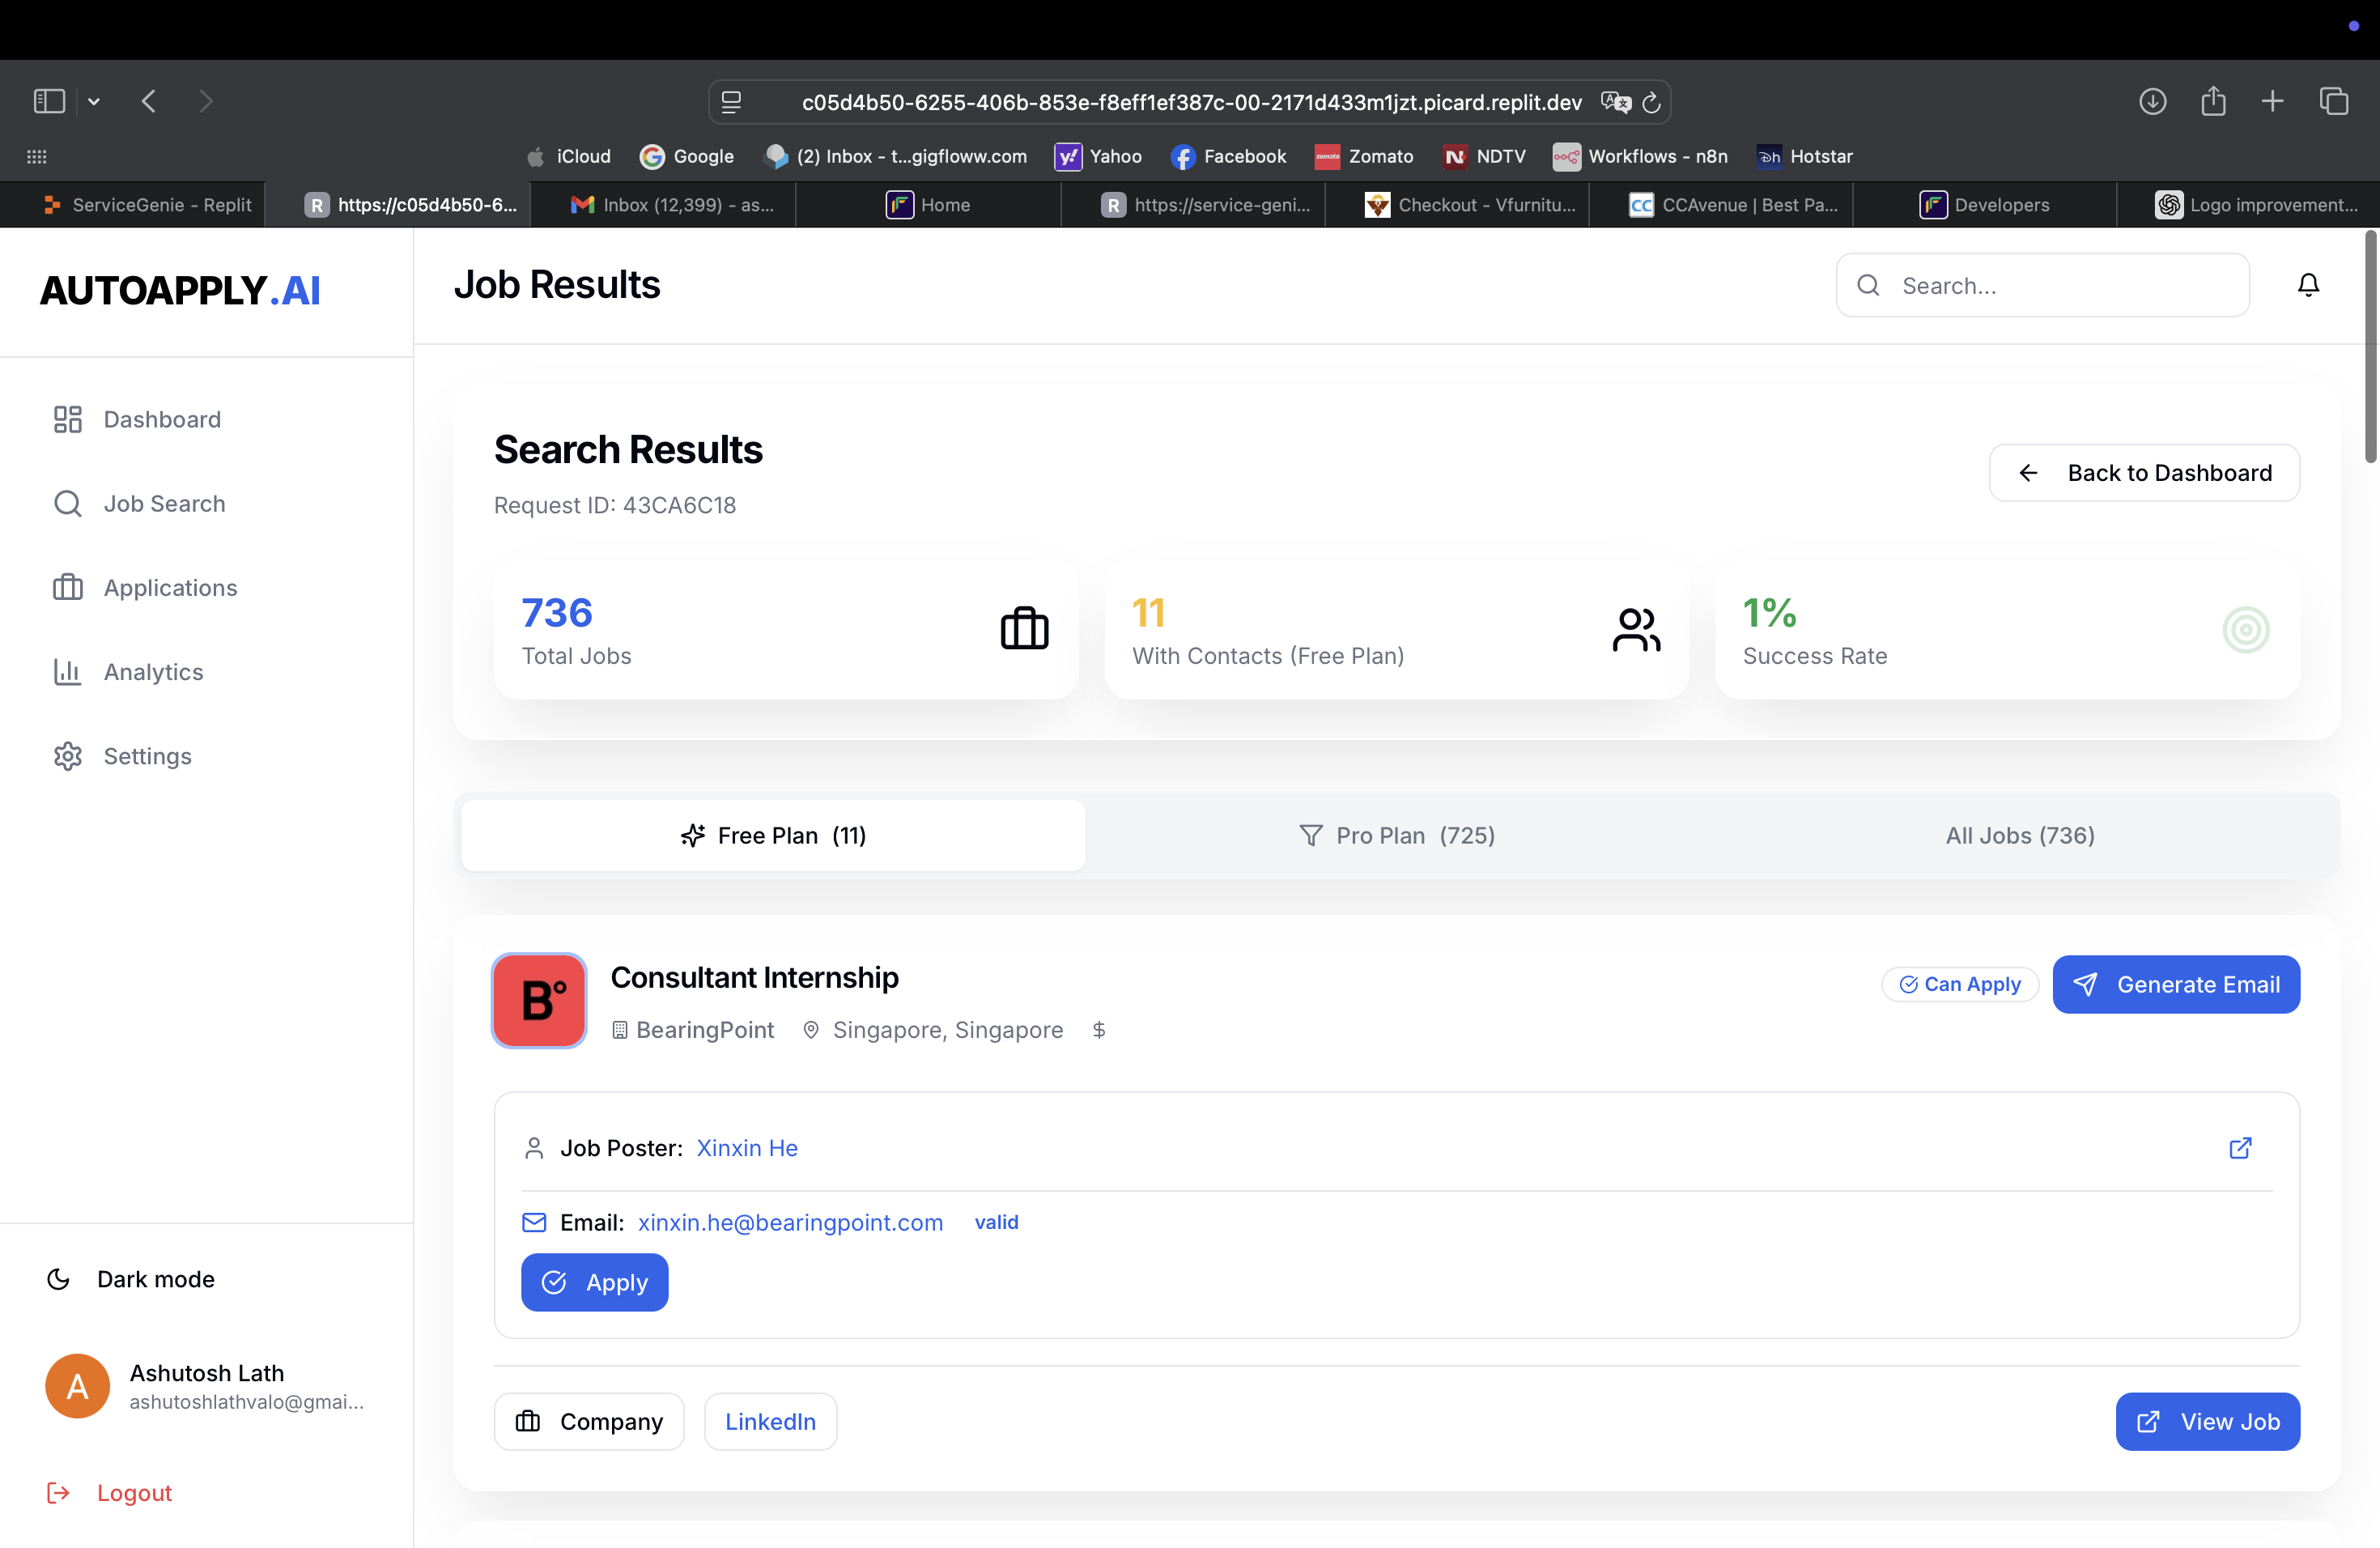 c05d4b50-6255-406b-853e-f8eff1ef387c-00-2171d433m1jzt.picard.replit.dev
iCloud
Google
(2) Inbox - t...gigfloww.com
Yahoo
Facebook
Zomato
NDTV
Workflows - n8n
Hotstar
ServiceGenie - Replit
https://c05d4b50-6...
Inbox (12,399) - as...
Home
https://service-geni...
Checkout - Vfurnitu...
CCAvenue | Best Pa...
Developers
Logo improvement...
AUTOAPPLY.AI
Dashboard
Job Search
Applications
Analytics
Settings
Dark mode
A
Ashutosh Lath
ashutoshlathvalo@gmai...
Logout
Job Results
Search...
Search Results
Request ID: 43CA6C18
Back to Dashboard
736
Total Jobs
11
With Contacts (Free Plan)
1%
Success Rate
Free Plan (11)
Pro Plan (725)
All Jobs (736)
B°
Consultant Internship
BearingPoint
Singapore, Singapore
$
Can Apply
Generate Email
Job Poster: Xinxin He
Email: xinxin.he@bearingpoint.com valid
Apply
Company
LinkedIn
View Job